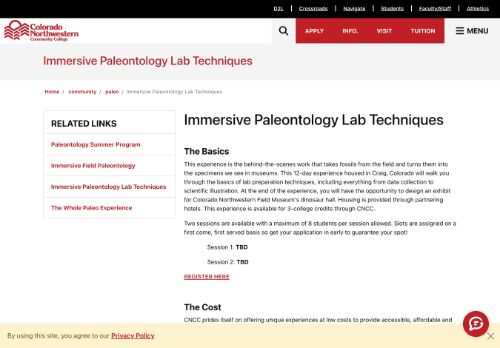 D2L | Crossroads | Navigate | Students | Faculty/Staff | Athletics
Colorado
Northwestern
Community College
APPLY INFO. VISIT TUITION MENU
Immersive Paleontology Lab Techniques
Home / community / paleo / Immersive Paleontology Lab Techniques
RELATED LINKS
Paleontology Summer Program
Immersive Field Paleontology
Immersive Paleontology Lab Techniques
The Whole Paleo Experience
Immersive Paleontology Lab Techniques
The Basics
This experience is the behind-the-scenes work that takes fossils from the field and turns them into
the specimens we see in museums. This 12-day experience housed in Craig, Colorado will walk you
through the basics of lab preparation techniques, including everything from data collection to
scientific illustration. At the end of the experience, you will have the opportunity to design an exhibit
for Colorado Northwestern Field Museum's dinosaur hall. Housing is provided through partnering
hotels. This experience is available for 3-college credits through CNCC.
Two sessions are available with a maximum of 8 students per session allowed. Slots are assigned on a
first come, first served basis so get your application in early to guarantee your spot!
Session 1: TBD
Session 2: TBD
REGISTER HERE
The Cost
CNCC prides itself on offering unique experiences at low costs to provide accessible, affordable and
By using this site, you agree to our Privacy Policy